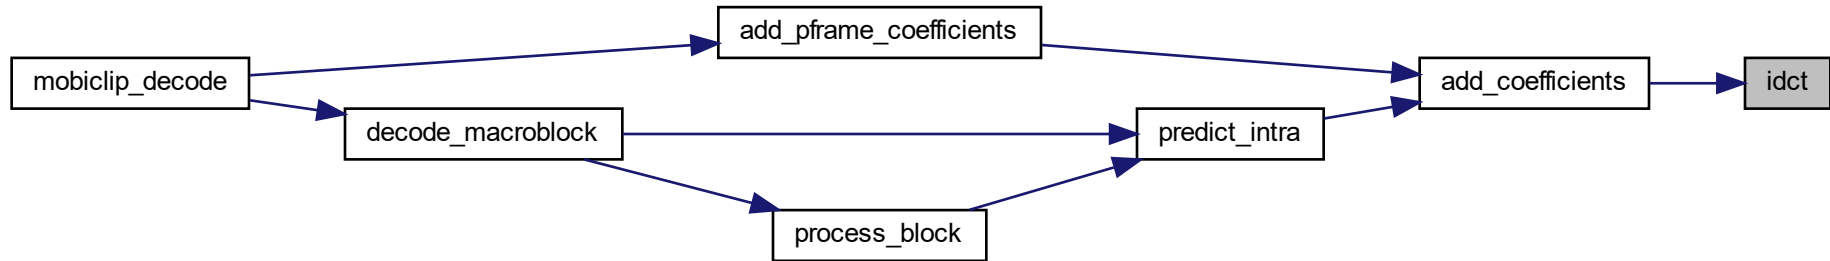 add_pframe_coefficients
mobiclip_decode
add_coefficients
idct
decode_macroblock
predict_intra
process_block